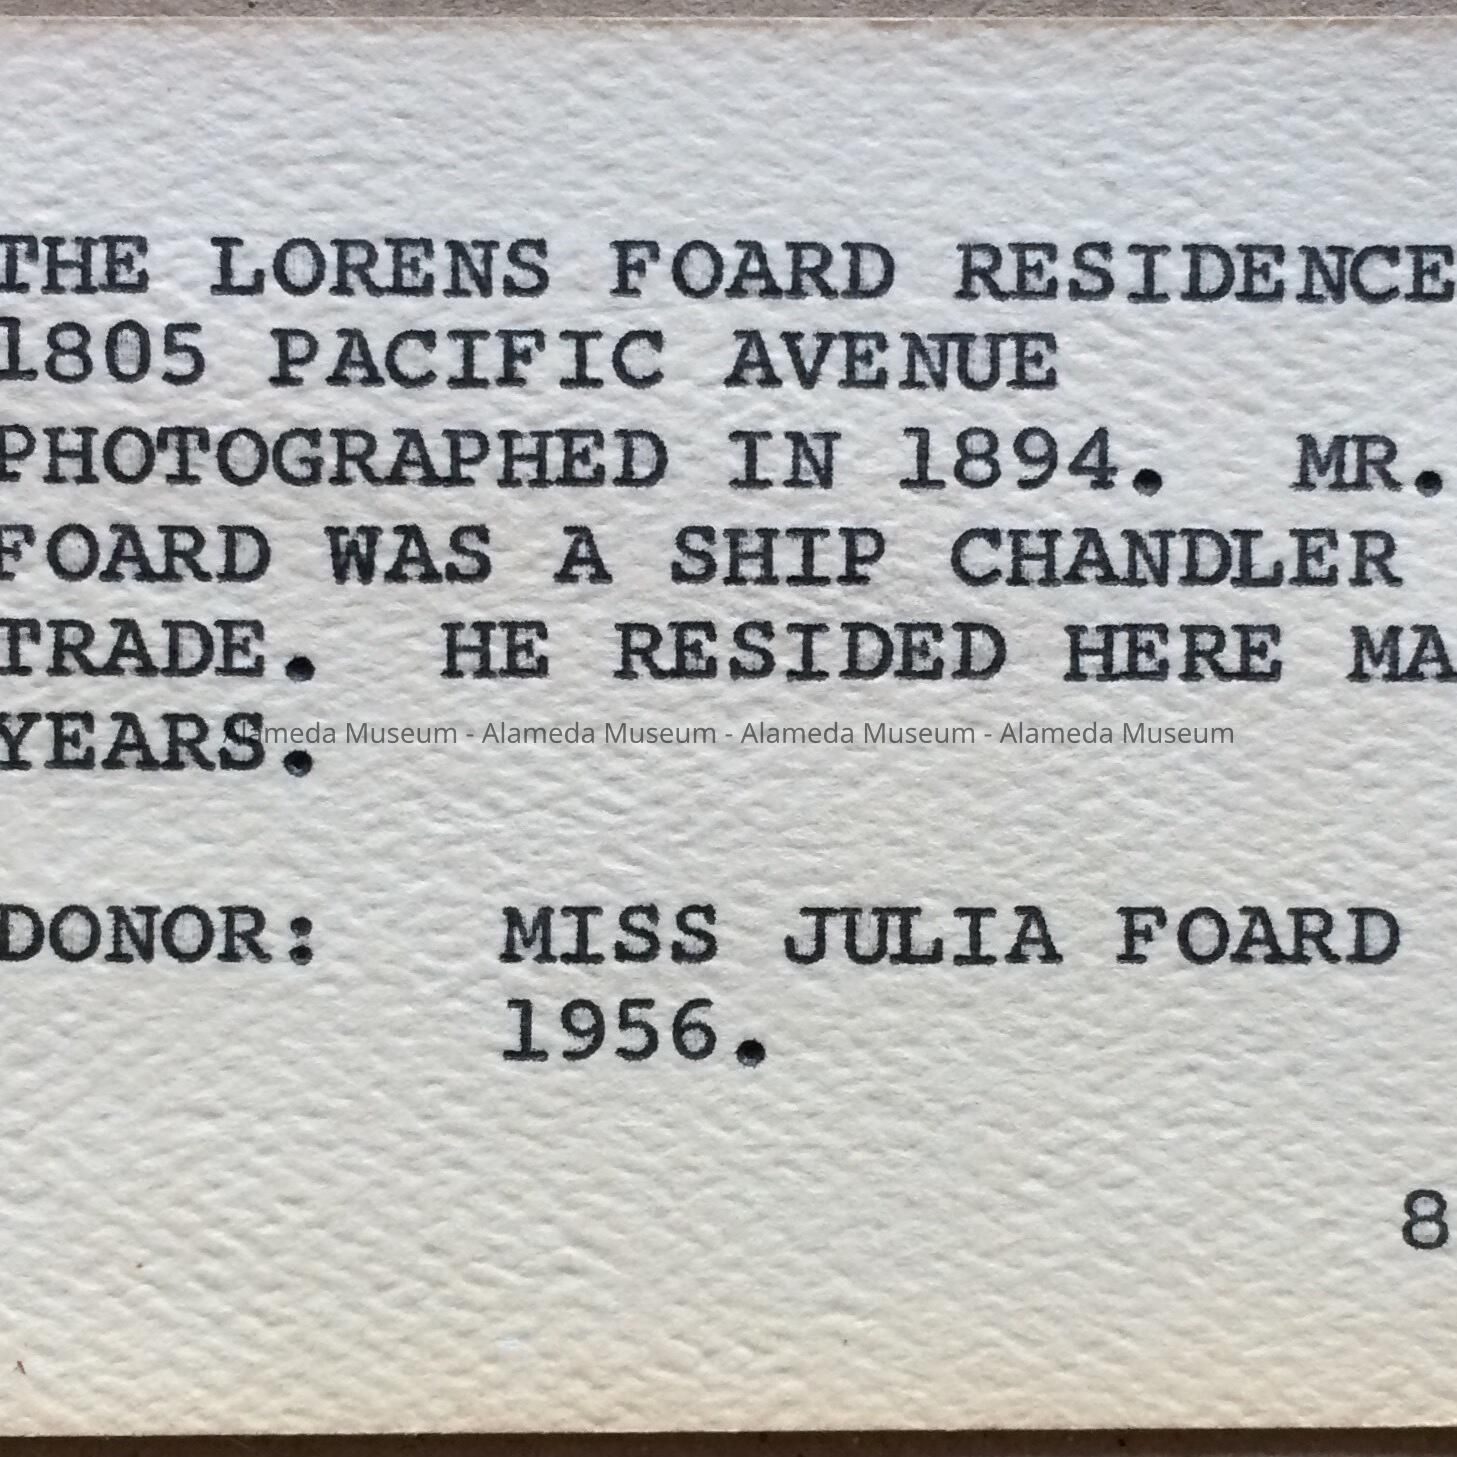 THE LORENS FOARD RESIDENCE
1805 PACIFIC AVENUE
PHOTOGRAPHED IN 1894. MR.
FOARD WAS A SHIP CHANDLER
TRADE. HE RESIDED HERE MA
YEARS.
Alameda Museum - Alameda Museum - Alameda Museum - Alameda Museum
DONOR: MISS JULIA FOARD
1956.
8